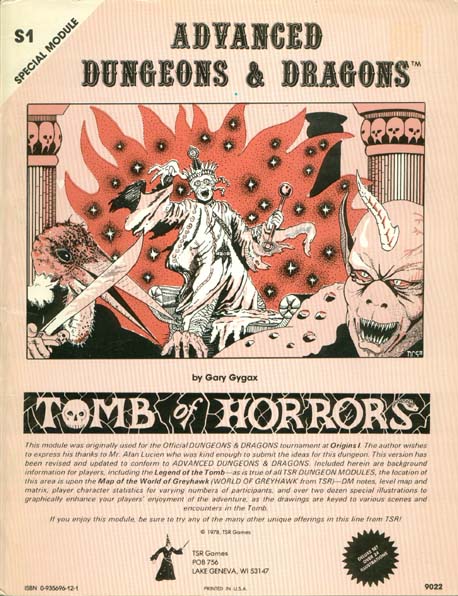 S1
SPECIAL MODULE
ADVANCED
DUNGEONS & DRAGONS™
by Gary Gygax
TOMB of HORRORS
This module was originally used for the Official DUNGEONS & DRAGONS tournament at Origins I. The author wishes
to express his thanks to Mr. Alan Lucien who was kind enough to submit the ideas for this dungeon. This version has
been revised and updated to conform to ADVANCED DUNGEONS & DRAGONS. Included herein are background
information for players, including the Legend of the Tomb—as is true of all TSR DUNGEON MODULES, the focalation of
this area is upon the Map of the World of Greyhawk (WORLD OF GREYHAWK from TSR)—DM notes, level map and
matrix, player character statistics for varying numbers of participants, and over two dozen special illustrations to
graphically enhance your players' enjoyment of the adventure, as the drawings are keyed to various scenes and
encounters in the Tomb.
If you enjoy this module, be sure to try any of the many other unique offerings in this line from TSR!
© 1978, TSR Games
TSR Games
POB 756
LAKE GENEVA, WI 53147
DELUXE SET
OVER 24
ILLUSTRATIONS
ISBN 0-935696-12-1
PRINTED IN U.S.A.
9022